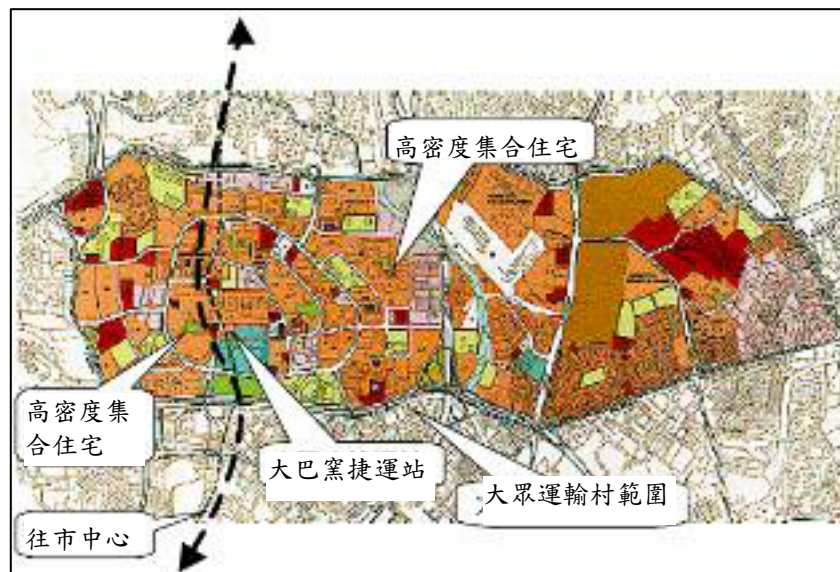 高密度集合住宅
高密度集
合住宅
大巴窯捷運站
大眾運輸村範圍
往市中心